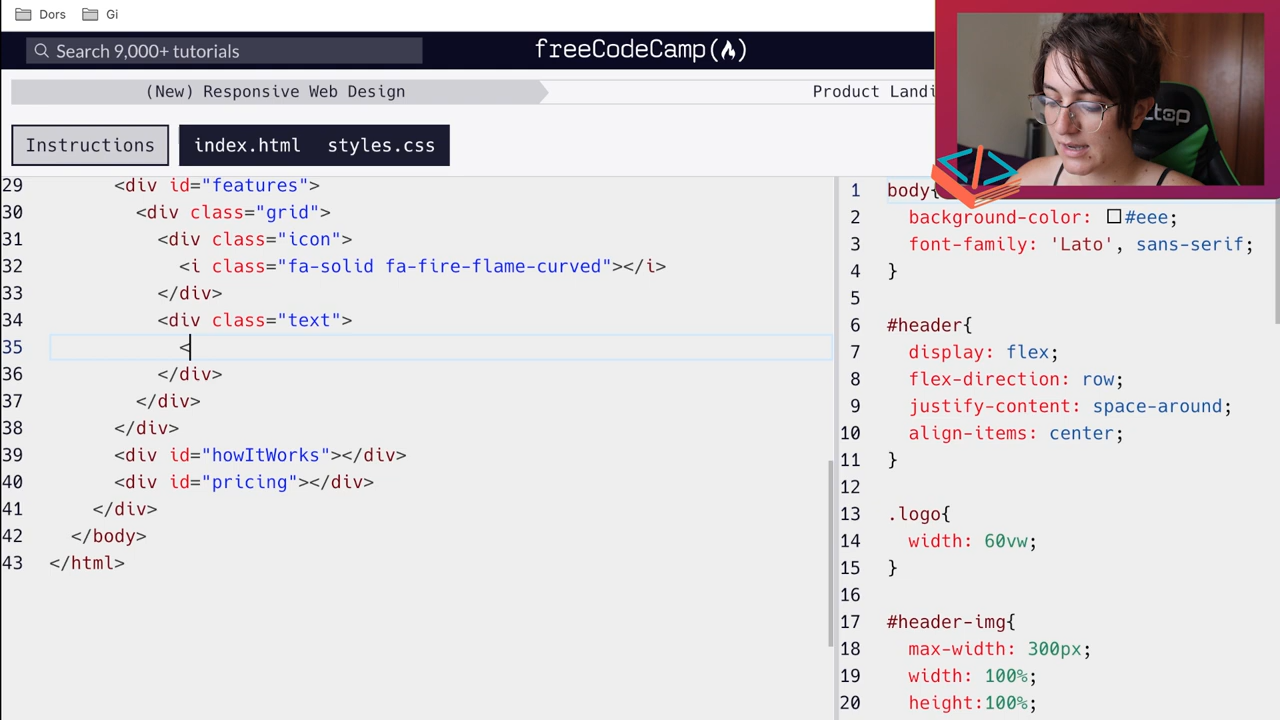 Dors Gi
Search 9,000+ tutorials
freeCodeCamp(🔥)
(New) Responsive Web Design
Product Landi
Instructions
index.html styles.css
29 <div id="features">
30 <div class="grid">
31 <div class="icon">
32 <i class="fa-solid fa-fire-flame-curved"></i>
33 </div>
34 <div class="text">
35 <
36 </div>
37 </div>
38 </div>
39 <div id="howItWorks"></div>
40 <div id="pricing"></div>
41 </div>
42 </body>
43 </html>
1 body{
2 background-color: #eee;
3 font-family: 'Lato', sans-serif;
4 }
5
6 #header{
7 display: flex;
8 flex-direction: row;
9 justify-content: space-around;
10 align-items: center;
11 }
12
13 .logo{
14 width: 60vw;
15 }
16
17 #header-img{
18 max-width: 300px;
19 width: 100%;
20 height:100%;